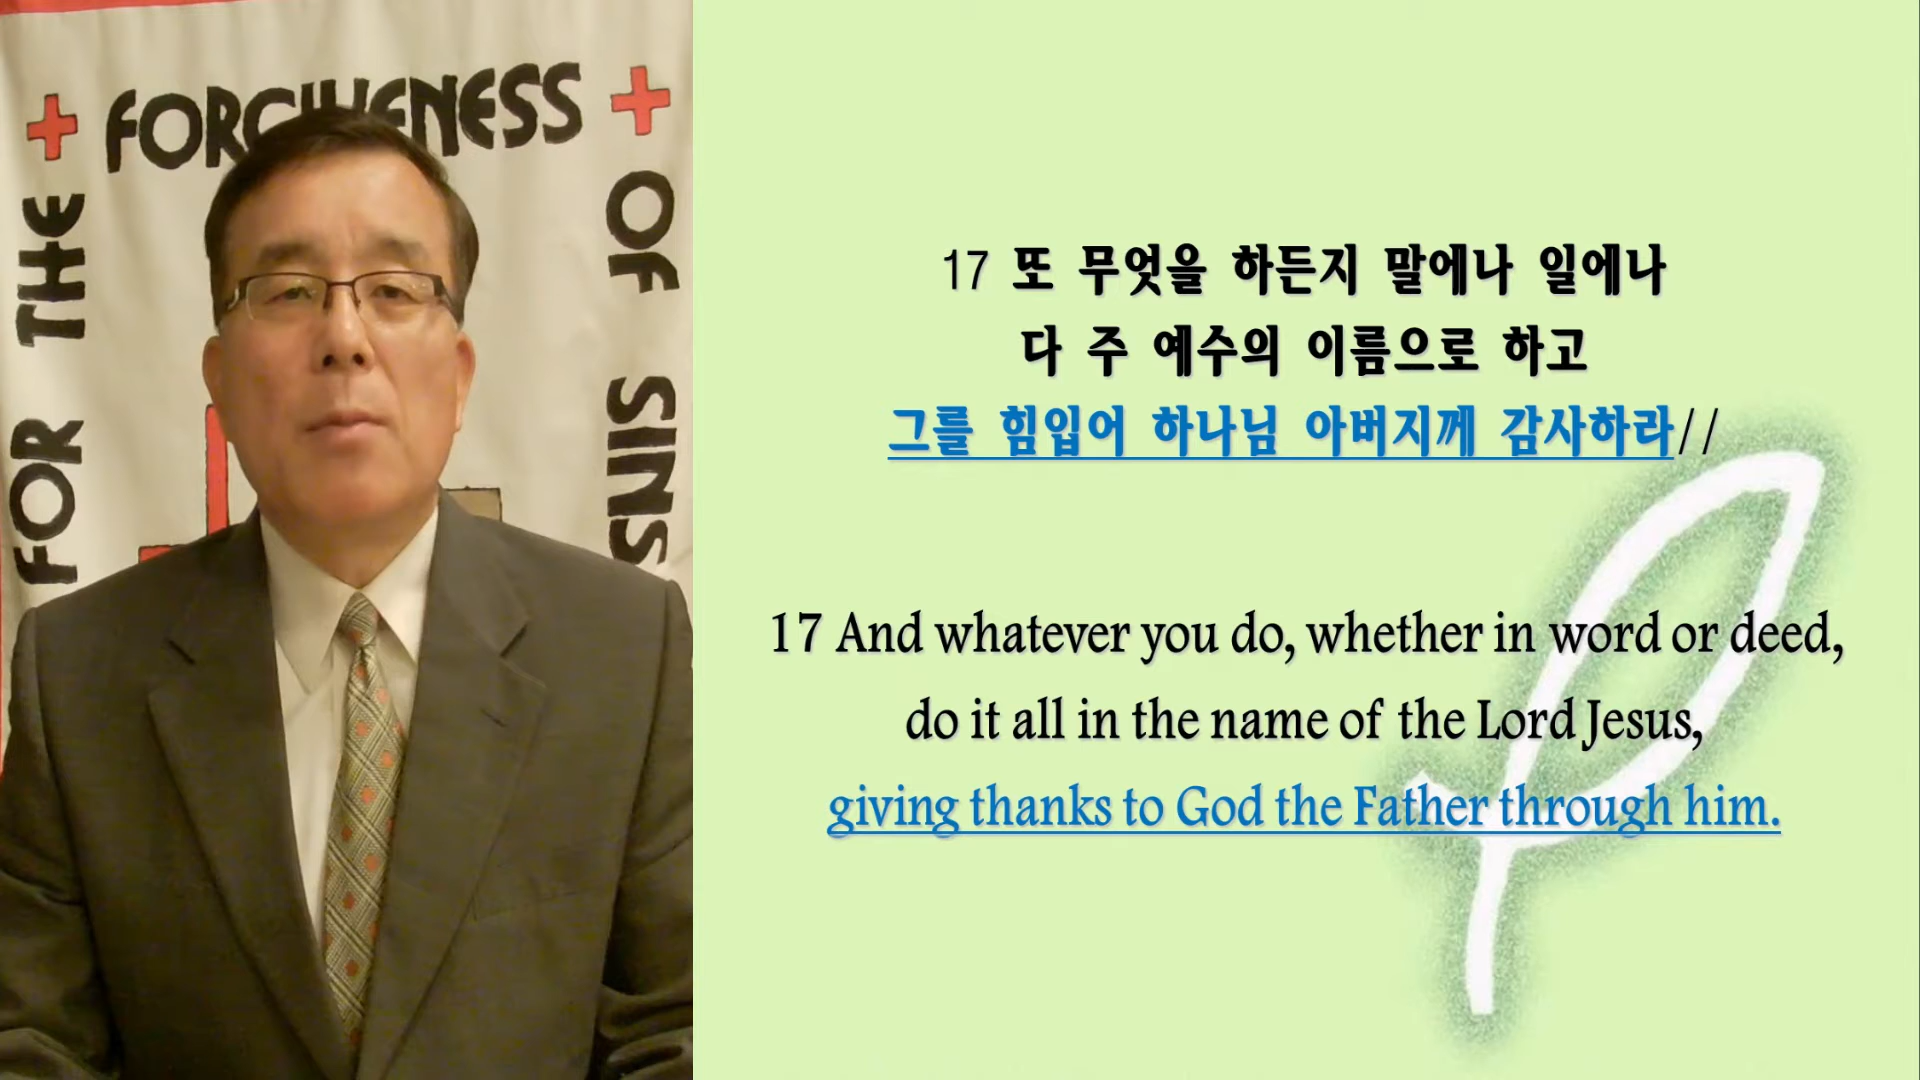 + FORGIVENESS +
FOR THE
OF SINS
17 또 무엇을 하든지 말에나 일에나
다 주 예수의 이름으로 하고
그를 힘입어 하나님 아버지께 감사하라//
17 And whatever you do, whether in word or deed,
do it all in the name of the Lord Jesus,
giving thanks to God the Father through him.